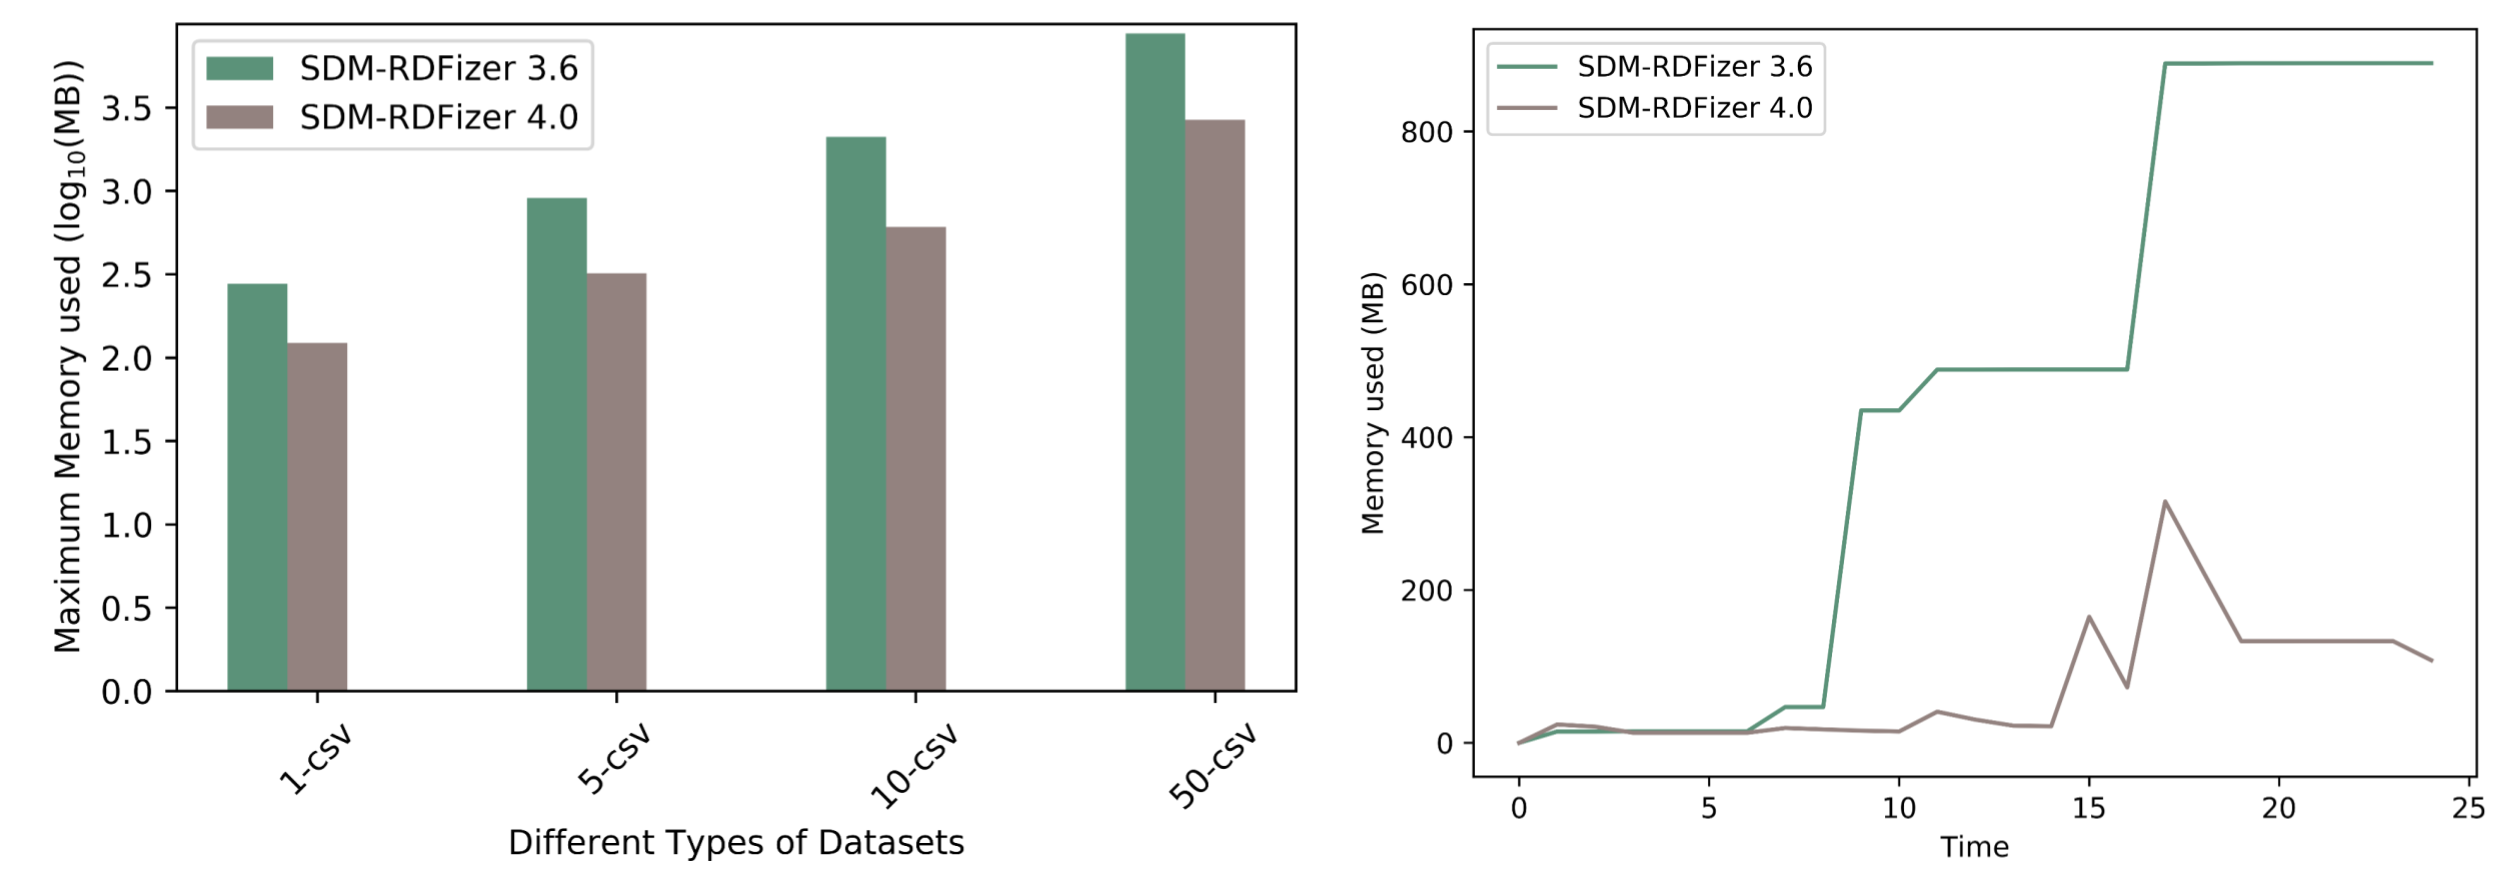 SDM-RDFizer 3.6
SDM-RDFizer 4.0
Maximum Memory used (log₁₀(MB))
3.5
3.0
2.5
2.0
1.5
1.0
0.5
0.0
1-csv
5-csv
10-csv
50-csv
Different Types of Datasets
SDM-RDFizer 3.6
SDM-RDFizer 4.0
Memory used (MB)
800
600
400
200
0
0
5
10
15
20
25
Time